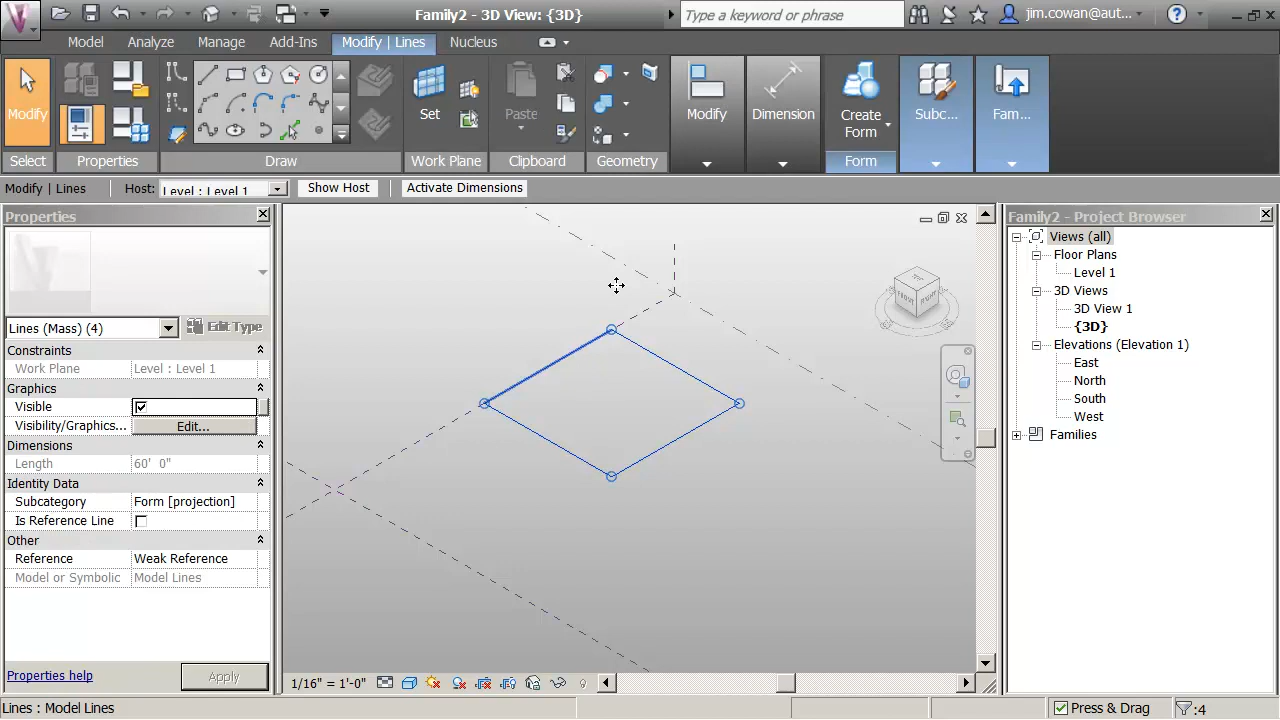 Family2 - 3D View: {3D}
Type a keyword or phrase
jim.cowan@aut...
Model Analyze Manage Add-Ins Modify | Lines Nucleus
Modify
Set
Paste
Modify
Dimension
Create Form
Subc...
Fam...
Select Properties Draw Work Plane Clipboard Geometry Form
Modify | Lines Host: Level : Level 1 Show Host Activate Dimensions
Properties
Lines (Mass) (4) Edit Type
Constraints
Work Plane Level : Level 1
Graphics
Visible
Visibility/Graphics... Edit...
Dimensions
Length 60' 0"
Identity Data
Subcategory Form [projection]
Is Reference Line
Other
Reference Weak Reference
Model or Symbolic Model Lines
Properties help Apply
TOP
FRONT RIGHT
1/16" = 1'-0"
Family2 - Project Browser
Views (all)
Floor Plans
Level 1
3D Views
3D View 1
{3D}
Elevations (Elevation 1)
East
North
South
West
Families
Lines : Model Lines
Press & Drag
:4